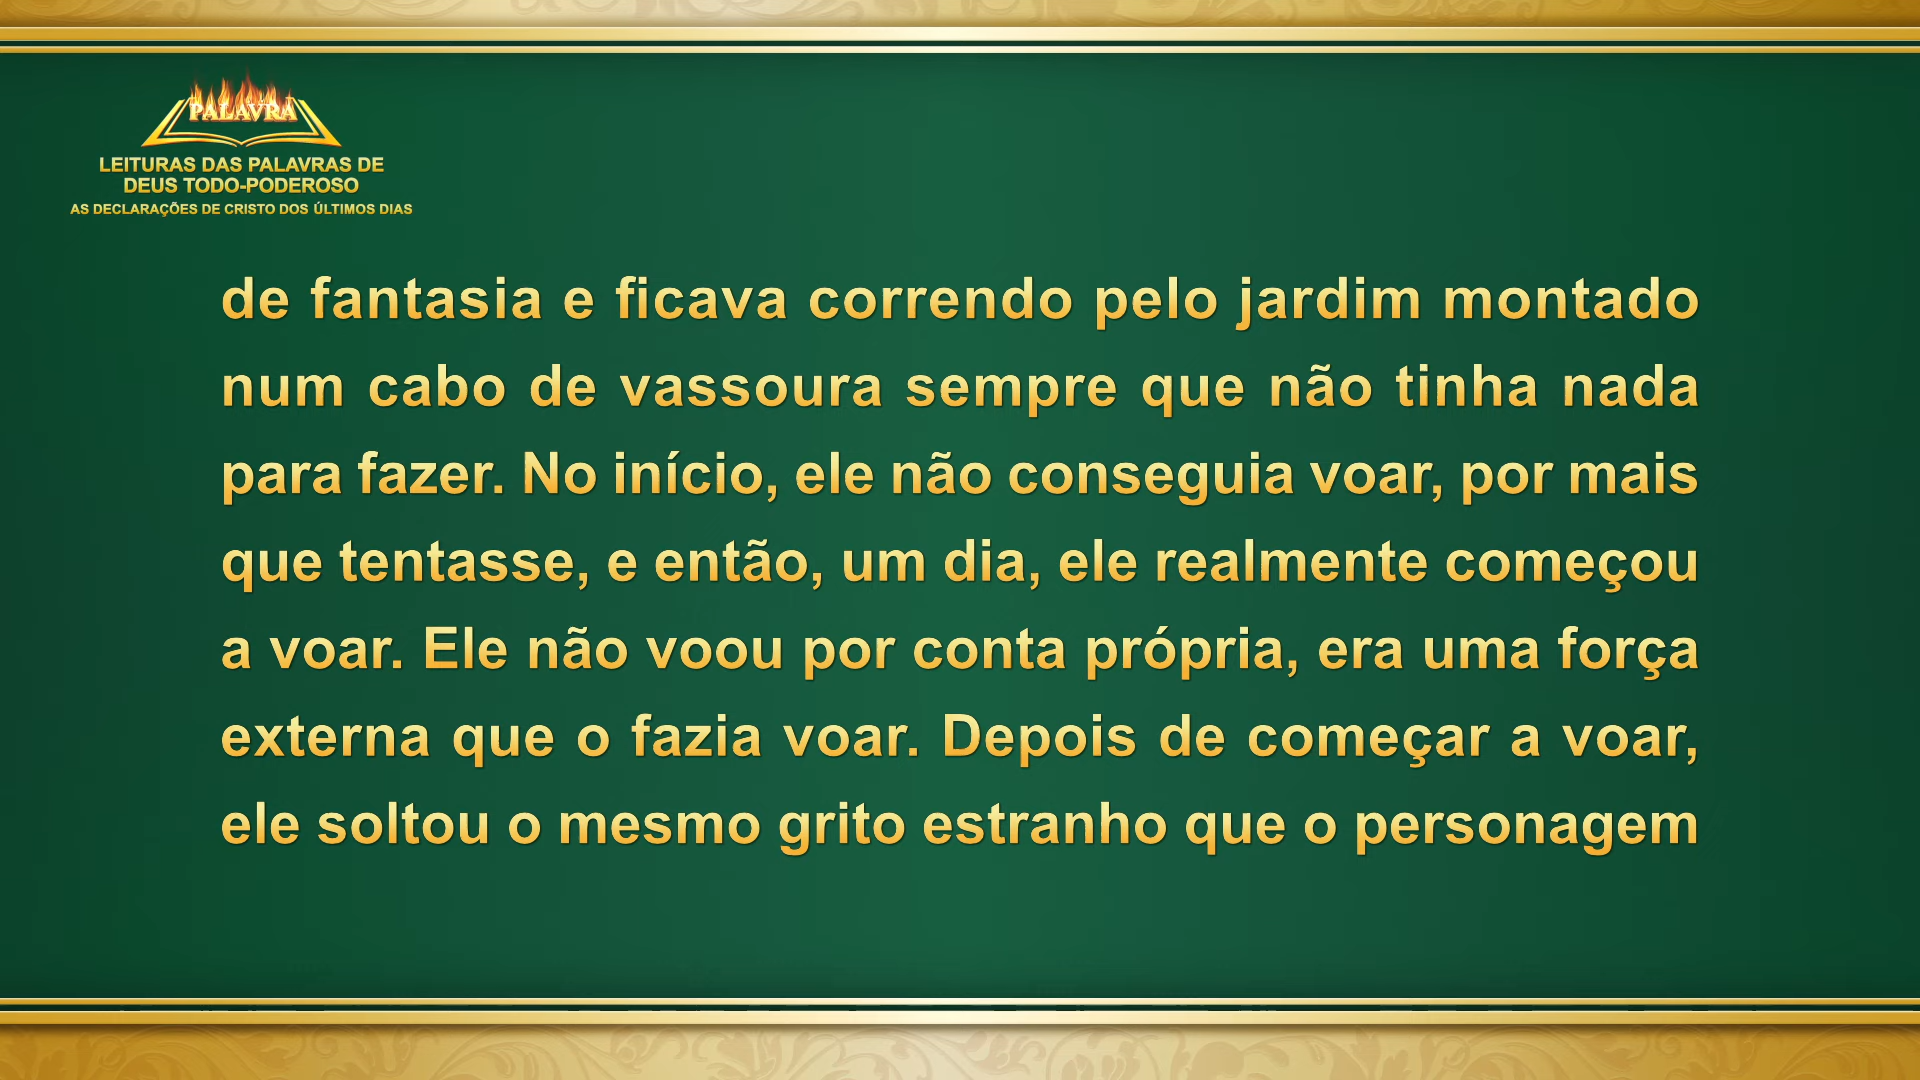 PALAVRA
LEITURAS DAS PALAVRAS DE
DEUS TODO-PODEROSO
AS DECLARAÇÕES DE CRISTO DOS ÚLTIMOS DIAS
de fantasia e ficava correndo pelo jardim montado
num cabo de vassoura sempre que não tinha nada
para fazer. No início, ele não conseguia voar, por mais
que tentasse, e então, um dia, ele realmente começou
a voar. Ele não voou por conta própria, era uma força
externa que o fazia voar. Depois de começar a voar,
ele soltou o mesmo grito estranho que o personagem